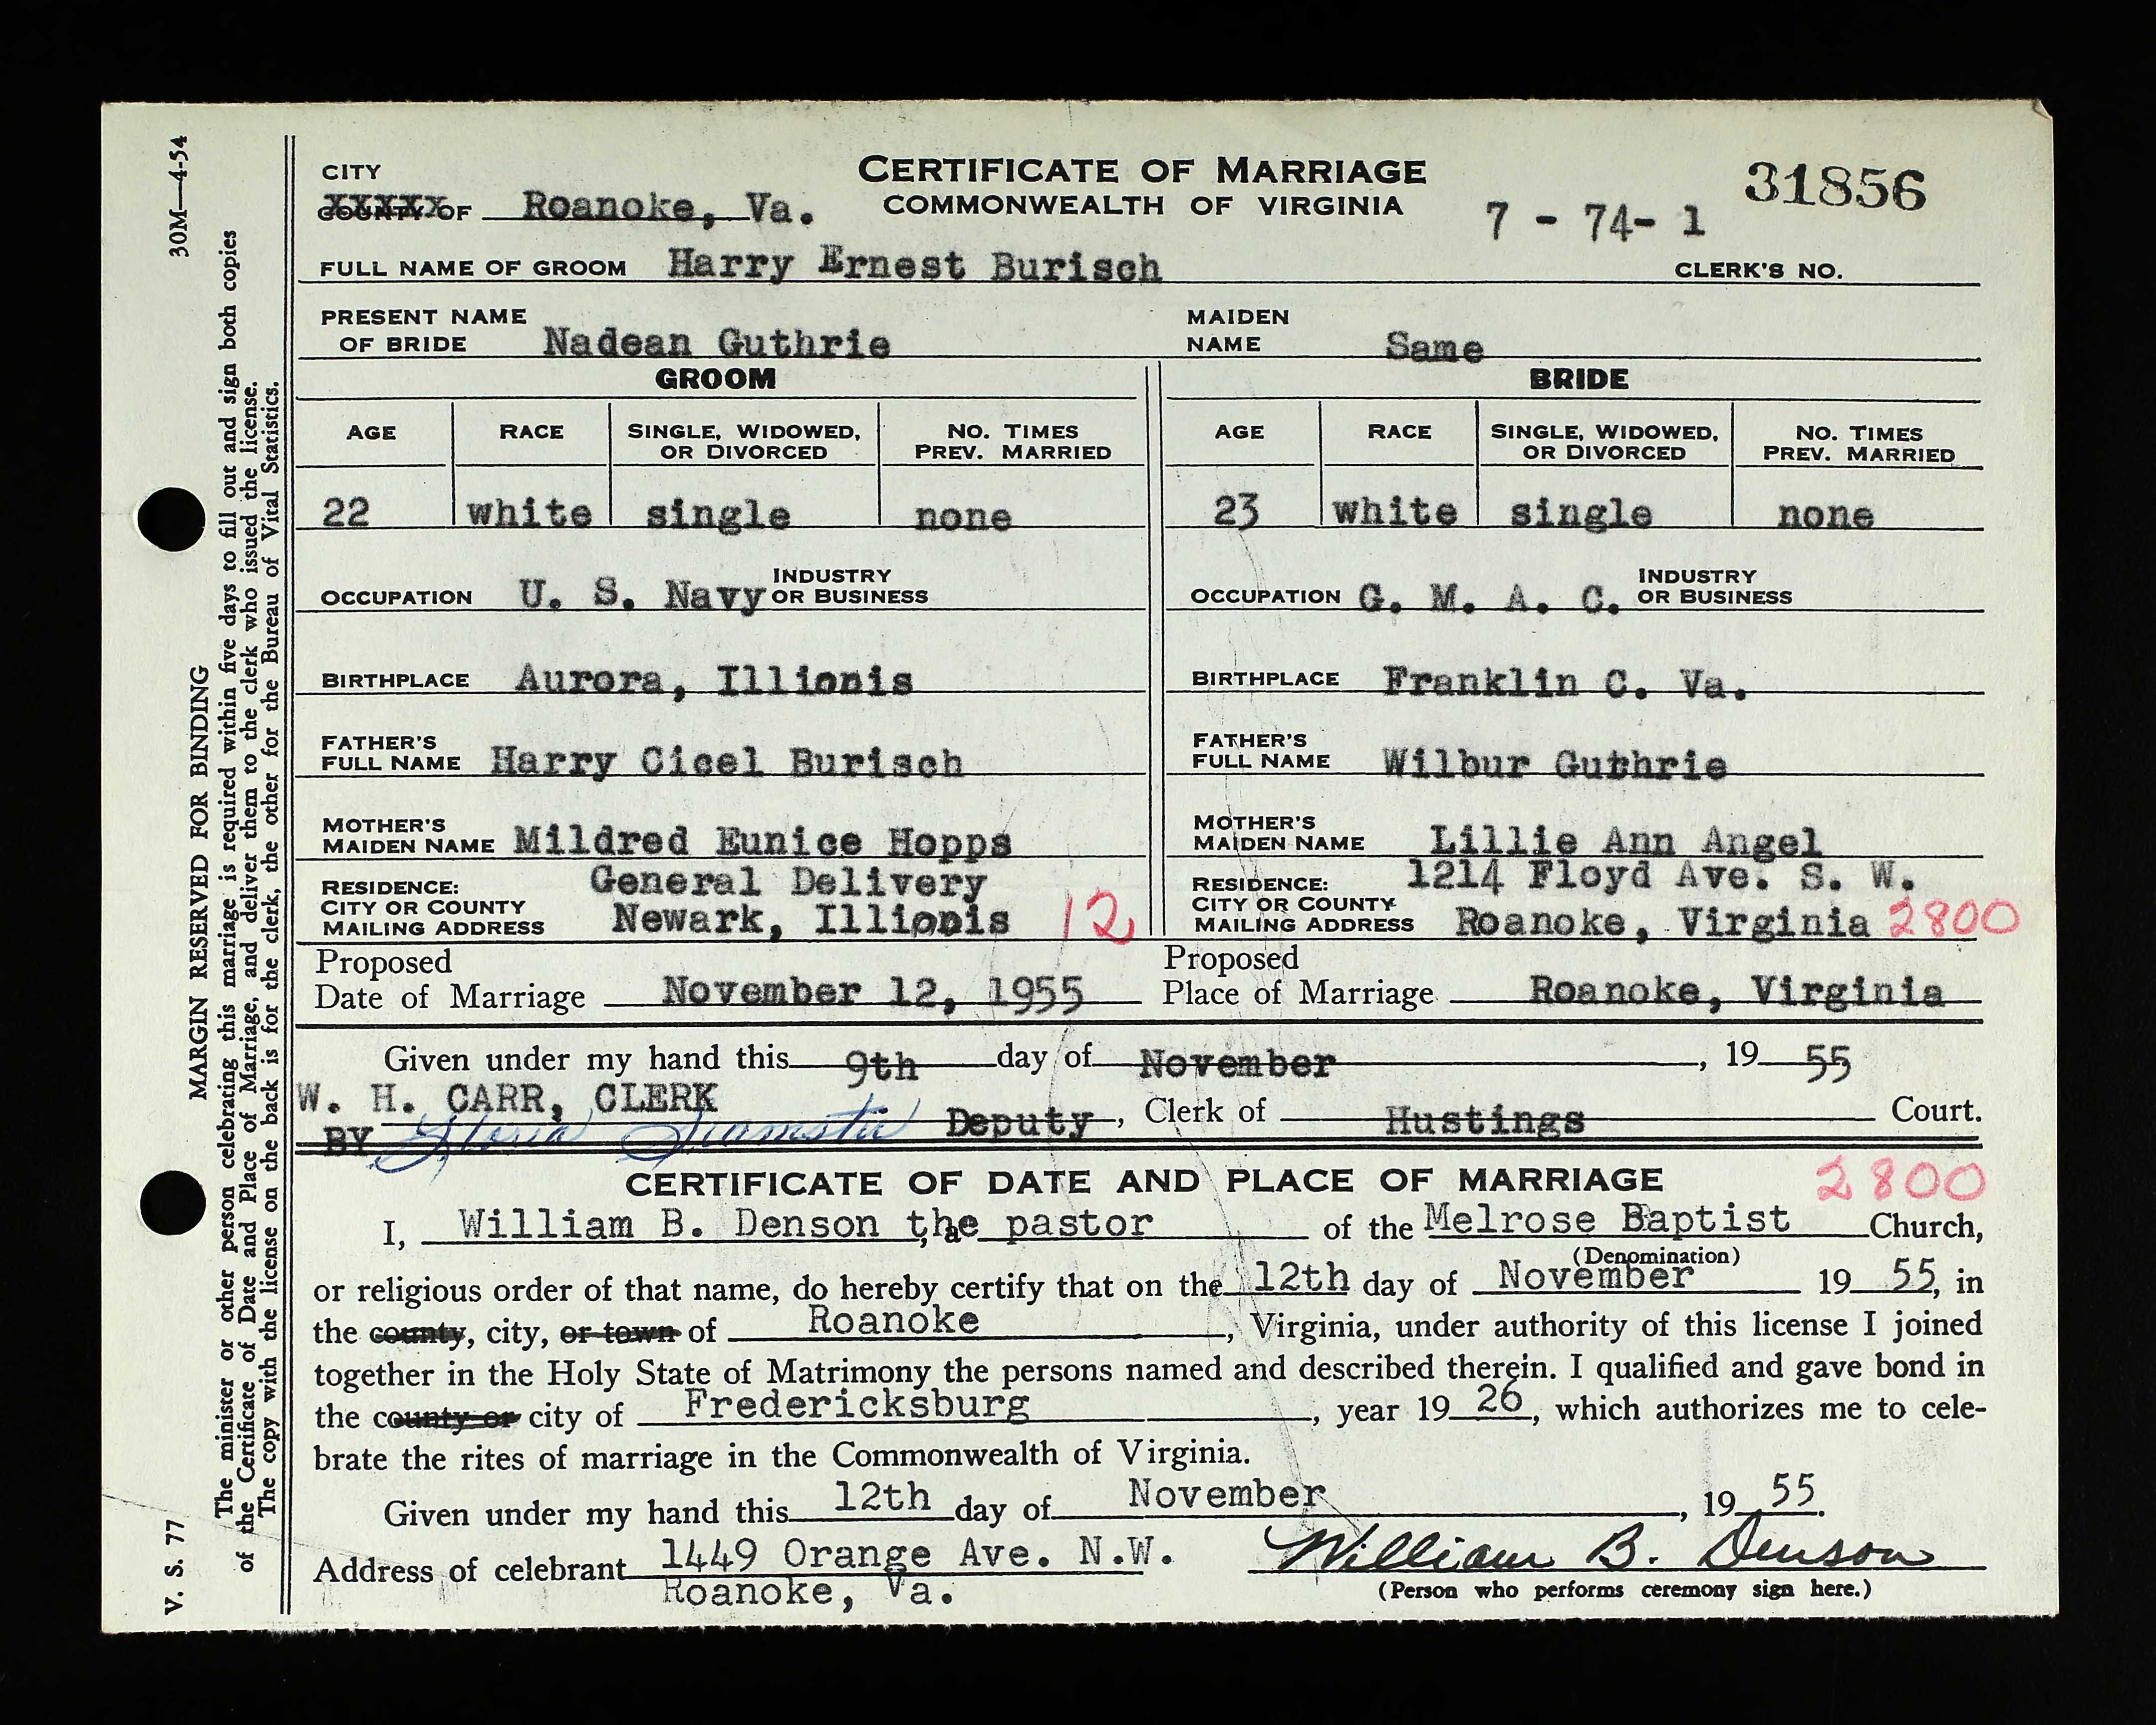 CITY
CERTIFICATE OF MARRIAGE
31856
COUNTY OF Roanoke, Va.
COMMONWEALTH OF VIRGINIA
7 - 74- 1
FULL NAME OF GROOM Harry Ernest Burisch
CLERK'S NO.
PRESENT NAME OF BRIDE Nadean Guthrie
MAIDEN NAME Same
GROOM
BRIDE
AGE RACE SINGLE, WIDOWED, OR DIVORCED NO. TIMES PREV. MARRIED
AGE RACE SINGLE, WIDOWED, OR DIVORCED NO. TIMES PREV. MARRIED
22 white single none
23 white single none
OCCUPATION U. S. Navy INDUSTRY OR BUSINESS
OCCUPATION G. M. A. C. INDUSTRY OR BUSINESS
BIRTHPLACE Aurora, Illionis
BIRTHPLACE Franklin C. Va.
FATHER'S FULL NAME Harry Cicel Burisch
FATHER'S FULL NAME Wilbur Guthrie
MOTHER'S MAIDEN NAME Mildred Eunice Hopps
MOTHER'S MAIDEN NAME Lillie Ann Angel
RESIDENCE: General Delivery
CITY OR COUNTY
MAILING ADDRESS Newark, Illionis 12
RESIDENCE: 1214 Floyd Ave. S. W.
CITY OR COUNTY
MAILING ADDRESS Roanoke, Virginia 2800
Proposed
Date of Marriage November 12, 1955
Proposed
Place of Marriage Roanoke, Virginia
Given under my hand this 9th day of November, 19 55
W. H. CARR, CLERK
BY Gloria Deputy, Clerk of Hustings Court.
CERTIFICATE OF DATE AND PLACE OF MARRIAGE 2800
I, William B. Denson the pastor of the Melrose Baptist Church,
(Denomination)
or religious order of that name, do hereby certify that on the 12th day of November 19 55, in
the county, city, or town of Roanoke, Virginia, under authority of this license I joined
together in the Holy State of Matrimony the persons named and described therein. I qualified and gave bond in
the county or city of Fredericksburg, year 19 26, which authorizes me to cele-
brate the rites of marriage in the Commonwealth of Virginia.
Given under my hand this 12th day of November, 19 55.
Address of celebrant 1449 Orange Ave. N.W.
Roanoke, Va.
William B. Denson
(Person who performs ceremony sign here.)
V. S. 77
MARGIN RESERVED FOR BINDING
30M—4-54
The minister or other person celebrating this marriage is required within five days to fill out and sign both copies
of the Certificate of Date and Place of Marriage, and deliver them to the clerk who issued the license.
The copy with the license on the back is for the clerk, the other for the Bureau of Vital Statistics.